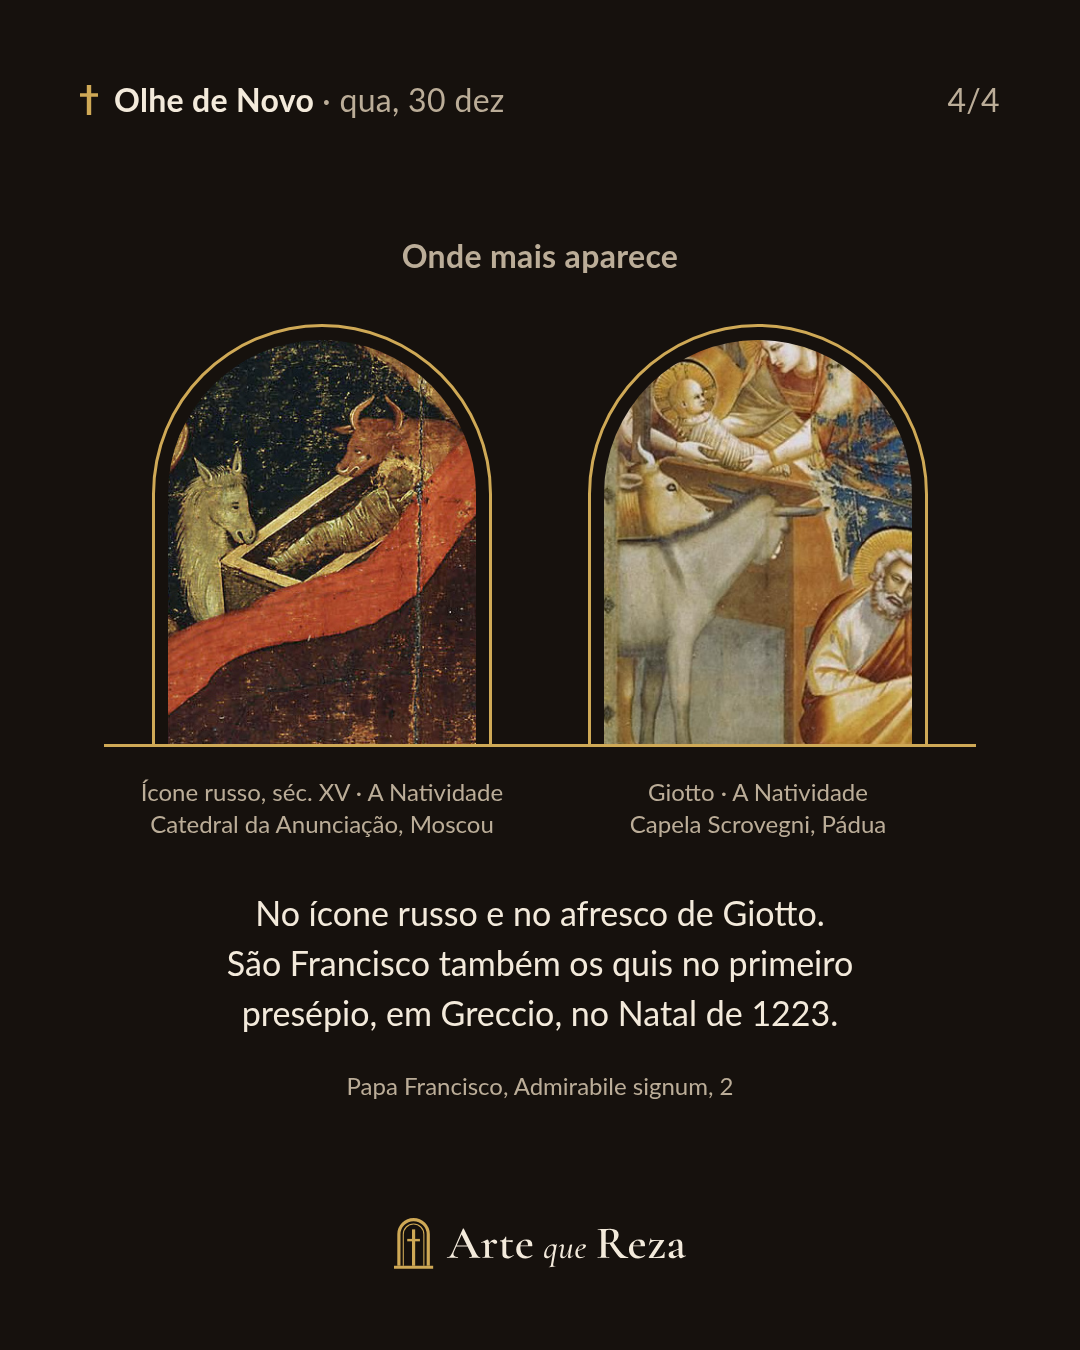 Olhe de Novo · qua, 30 dez
4/4
Onde mais aparece
Ícone russo, séc. XV · A Natividade
Catedral da Anunciação, Moscou
Giotto · A Natividade
Capela Scrovegni, Pádua
No ícone russo e no afresco de Giotto.
São Francisco também os quis no primeiro
presépio, em Greccio, no Natal de 1223.
Papa Francisco, Admirabile signum, 2
Arte que Reza